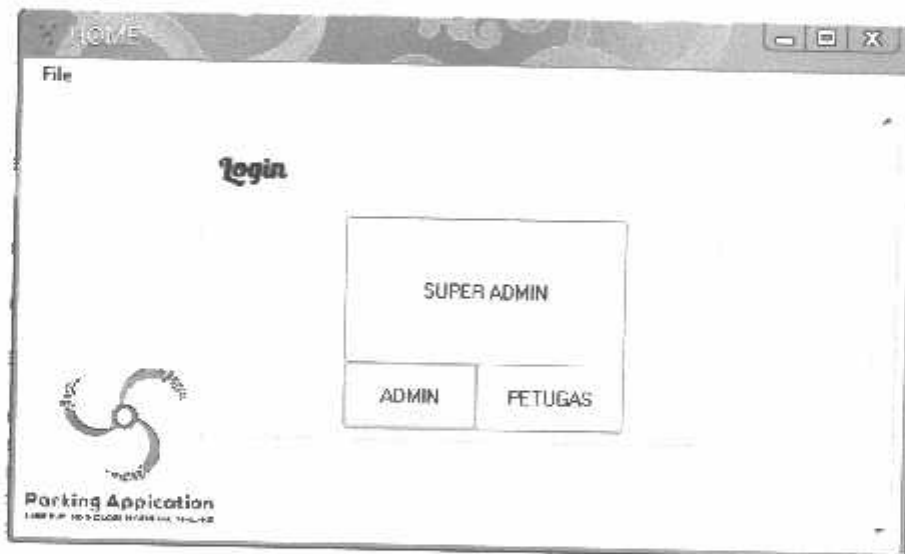 HOME
File
Login
SUPER ADMIN
ADMIN
PETUGAS
Parking Appication